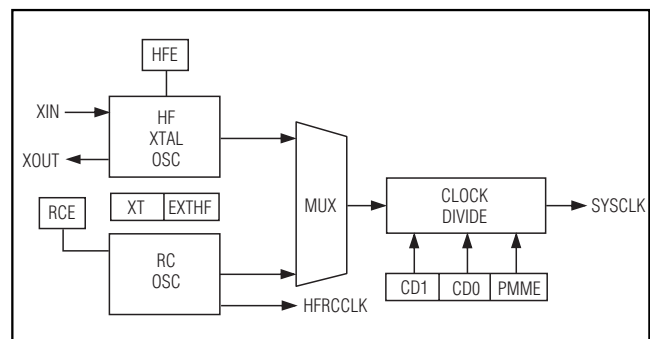 HFE
XIN
HF
XTAL
OSC
XOUT
RCE
XT EXTHF
RC
OSC
HFRCCLK
MUX
CLOCK
DIVIDE
SYSCLK
CD1 CD0 PMME